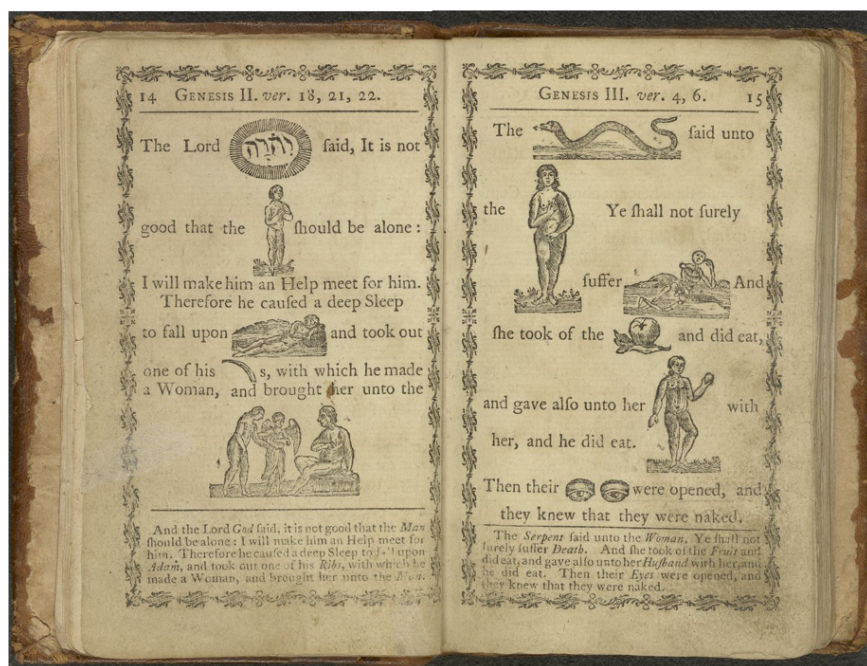 14 GENESIS II. ver. 18, 21, 22.
The Lord יְהֹוָה ſaid, It is not
good that the ſhould be alone :
I will make him an Help meet for him.
Therefore he cauſed a deep Sleep
to fall upon and took out
one of his s, with which he made
a Woman, and brought her unto the
And the Lord God ſaid, it is not good that the Man
ſhould be alone: I will make him an Help meet for
him. Therefore he cauſed a deep Sleep to fall upon
Adam, and took out one of his Ribs, with which he
made a Woman, and brought her unto the Man.
GENESIS III. ver. 4, 6. 15
The ſaid unto
the Ye ſhall not ſurely
ſuffer And
ſhe took of the and did eat,
and gave alſo unto her with
her, and he did eat.
Then their were opened, and
they knew that they were naked.
The Serpent ſaid unto the Woman. Ye ſhall not
ſurely ſuffer Death. And ſhe took of the Fruit and
did eat, and gave alſo unto her Huſband with her, and
he did eat. Then their Eyes were opened, and
they knew that they were naked.